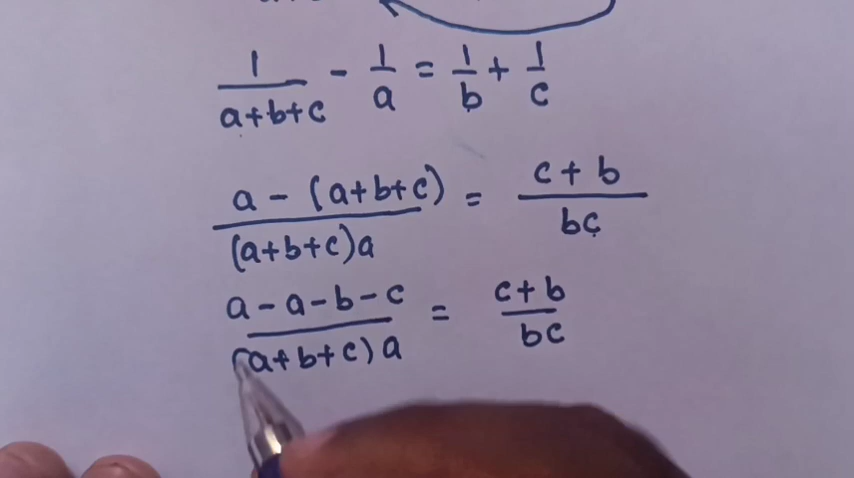 1/(a+b+c) - 1/a = 1/b + 1/c
(a - (a+b+c))/((a+b+c)a) = (c+b)/(bc)
(a-a-b-c)/((a+b+c)a) = (c+b)/(bc)